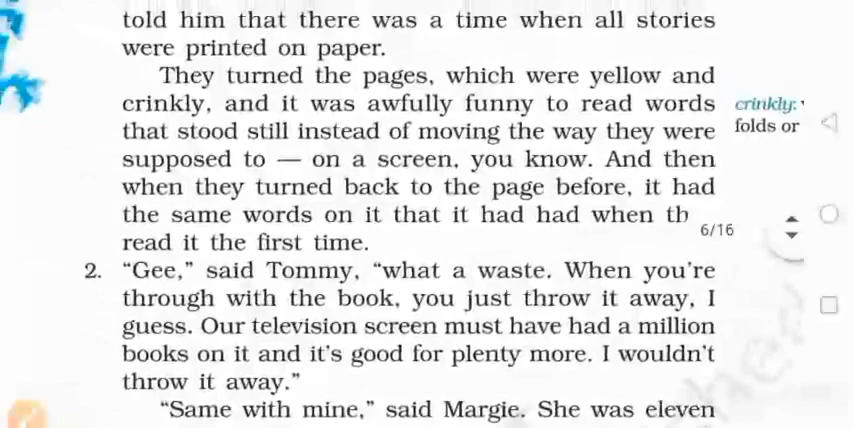 told him that there was a time when all stories
were printed on paper.
They turned the pages, which were yellow and
crinkly, and it was awfully funny to read words
that stood still instead of moving the way they were
supposed to — on a screen, you know. And then
when they turned back to the page before, it had
the same words on it that it had had when th
read it the first time.
crinkly:
folds or
6/16
2. “Gee,” said Tommy, “what a waste. When you’re
through with the book, you just throw it away, I
guess. Our television screen must have had a million
books on it and it’s good for plenty more. I wouldn’t
throw it away.”
“Same with mine,” said Margie. She was eleven